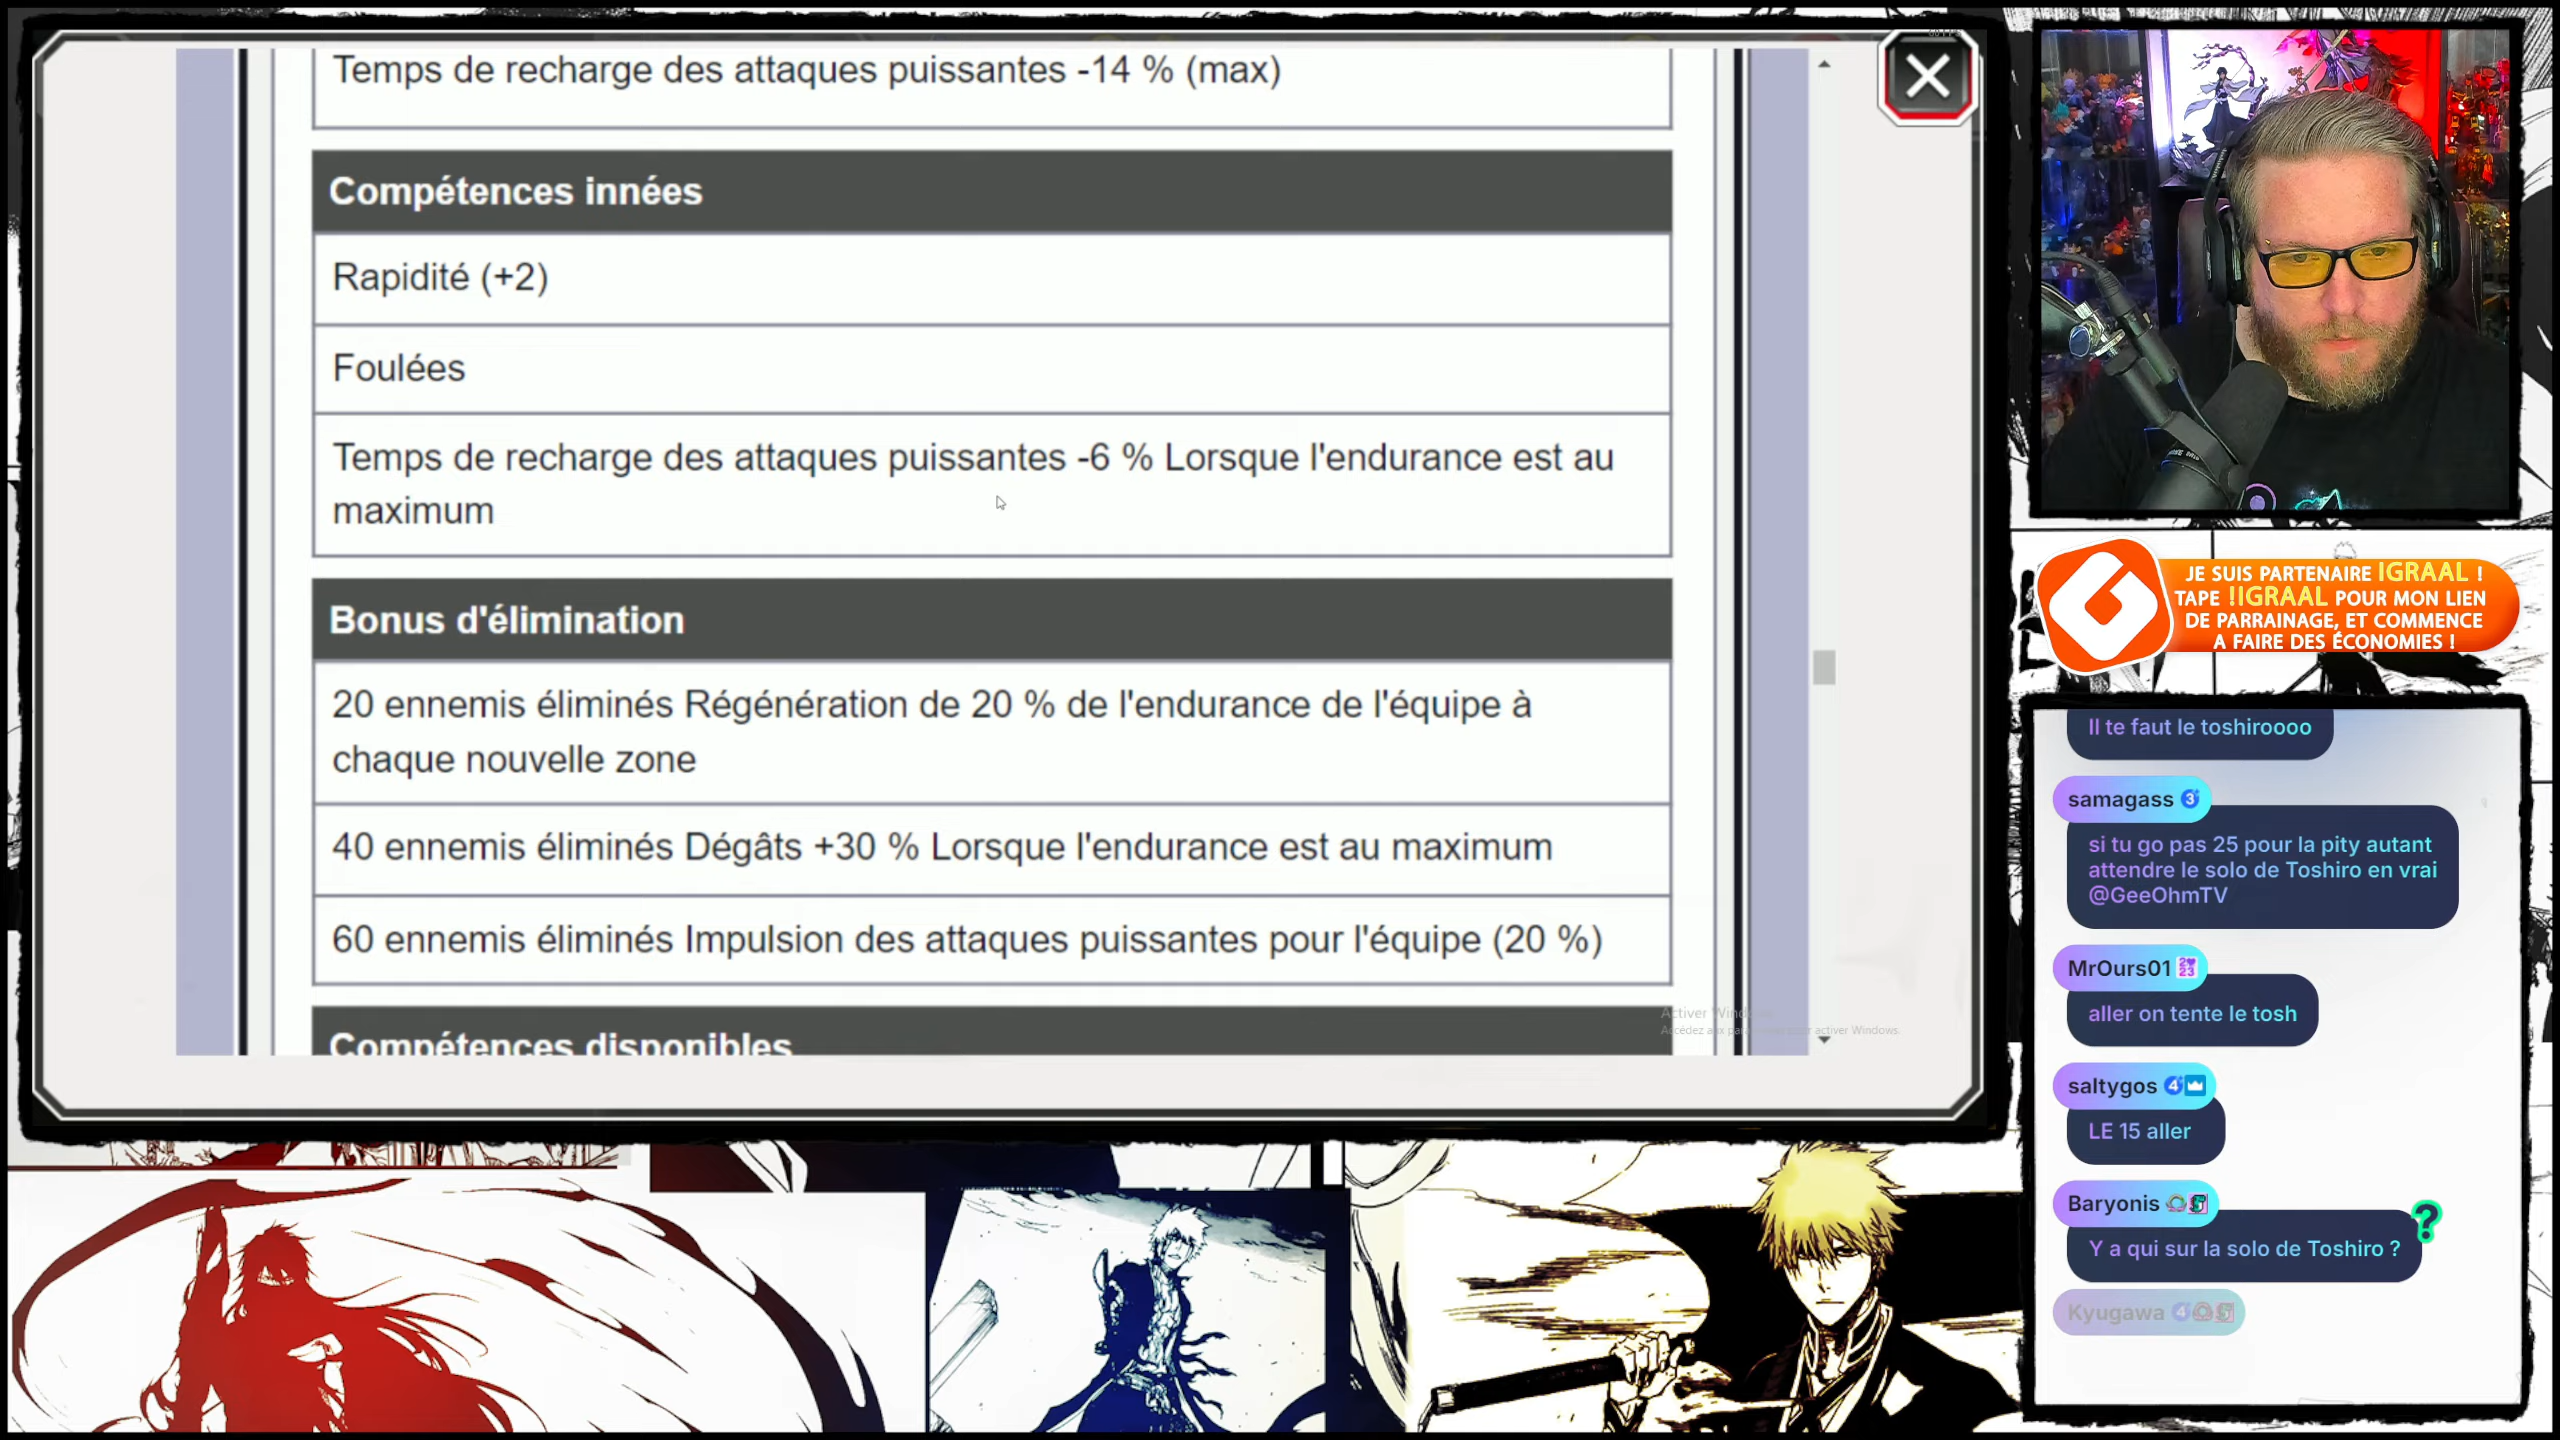 Temps de recharge des attaques puissantes -14 % (max)
Compétences innées
Rapidité (+2)
Foulées
Temps de recharge des attaques puissantes -6 % Lorsque l'endurance est au
maximum
Bonus d'élimination
20 ennemis éliminés Régénération de 20 % de l'endurance de l'équipe à
chaque nouvelle zone
40 ennemis éliminés Dégâts +30 % Lorsque l'endurance est au maximum
60 ennemis éliminés Impulsion des attaques puissantes pour l'équipe (20 %)
Compétences disponibles
Activer
activer Windows.
JE SUIS PARTENAIRE IGRAAL !
TAPE !IGRAAL POUR MON LIEN
DE PARRAINAGE, ET COMMENCE
A FAIRE DES ÉCONOMIES !
Il te faut le toshiroooo
samagass 3
si tu go pas 25 pour la pity autant
attendre le solo de Toshiro en vrai
@GeeOhmTV
MrOurs01
aller on tente le tosh
saltygos 4
LE 15 aller
Baryonis
Y a qui sur la solo de Toshiro ?
?
Kyugawa